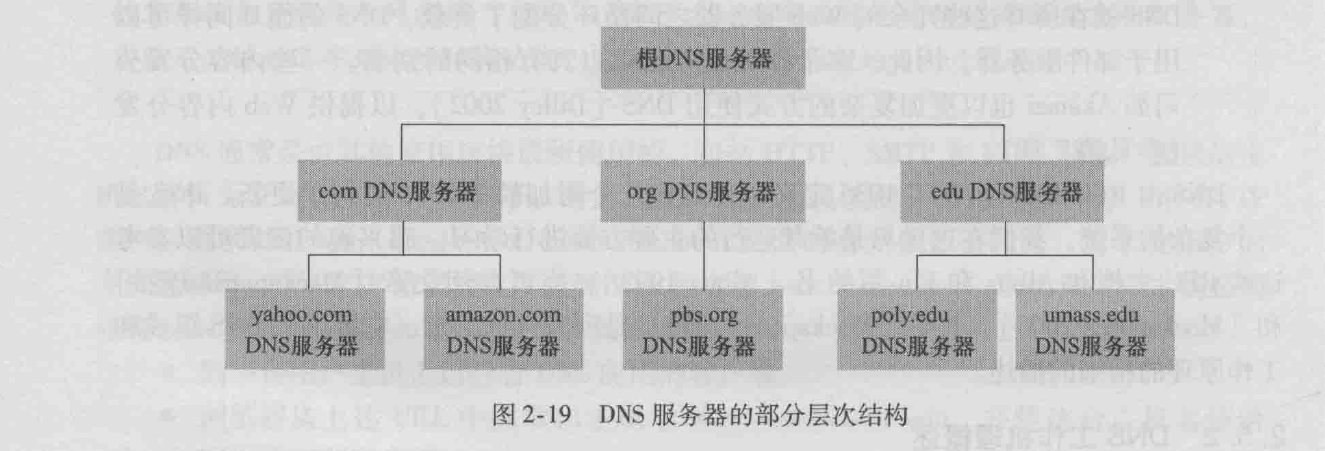 根DNS服务器
com DNS服务器
org DNS服务器
edu DNS服务器
yahoo.com
DNS服务器
amazon.com
DNS服务器
pbs.org
DNS服务器
poly.edu
DNS服务器
umass.edu
DNS服务器
图 2-19 DNS 服务器的部分层次结构